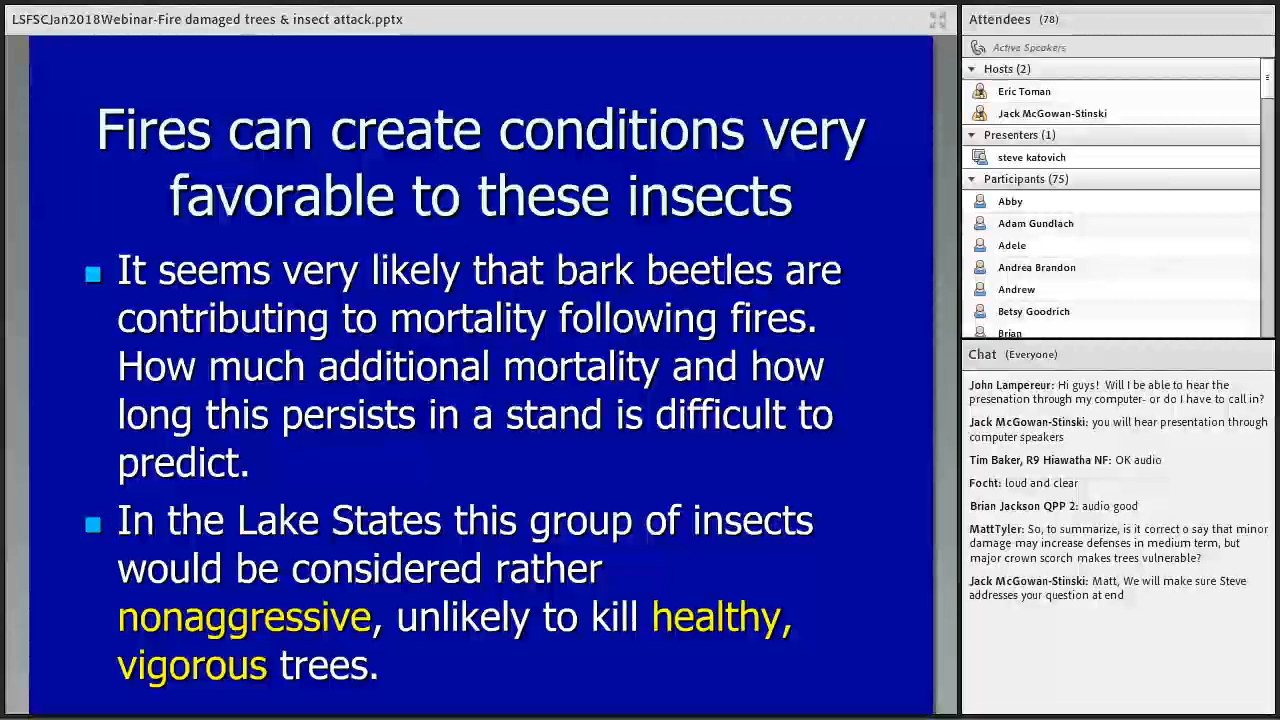 LSFSCJan2018Webinar-Fire damaged trees & insect attack.pptx
Fires can create conditions very
favorable to these insects
It seems very likely that bark beetles are
contributing to mortality following fires.
How much additional mortality and how
long this persists in a stand is difficult to
predict.
In the Lake States this group of insects
would be considered rather
nonaggressive, unlikely to kill healthy,
vigorous trees.
Attendees (78)
Active Speakers
Hosts (2)
Eric Toman
Jack McGowan-Stinski
Presenters (1)
steve katovich
Participants (75)
Abby
Adam Gundlach
Adele
Andrea Brandon
Andrew
Betsy Goodrich
Brian
Chat (Everyone)
John Lampereur: Hi guys! Will I be able to hear the
presenation through my computer- or do I have to call in?
Jack McGowan-Stinski: you will hear presentation through
computer speakers
Tim Baker, R9 Hiawatha NF: OK audio
Focht: loud and clear
Brian Jackson QPP 2: audio good
MattTyler: So, to summarize, is it correct o say that minor
damage may increase defenses in medium term, but
major crown scorch makes trees vulnerable?
Jack McGowan-Stinski: Matt, We will make sure Steve
addresses your question at end